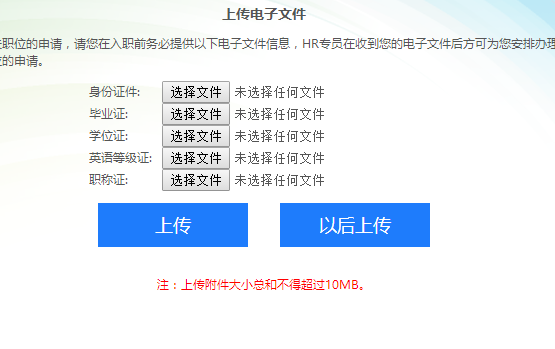 上传电子文件
职位的申请，请您在入职前务必提供以下电子文件信息，HR专员在收到您的电子文件后方可为您安排办理
的申请。
身份证件: 选择文件 未选择任何文件
毕业证: 选择文件 未选择任何文件
学位证: 选择文件 未选择任何文件
英语等级证: 选择文件 未选择任何文件
职称证: 选择文件 未选择任何文件
上传 以后上传
注：上传附件大小总和不得超过10MB。